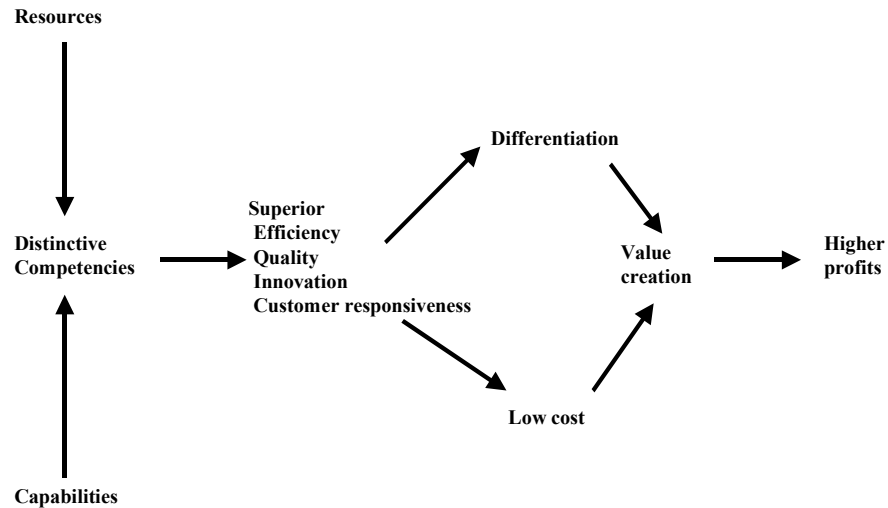 Resources
Differentiation
Superior
Efficiency
Quality
Innovation
Customer responsiveness
Distinctive
Competencies
Value
creation
Higher
profits
Low cost
Capabilities